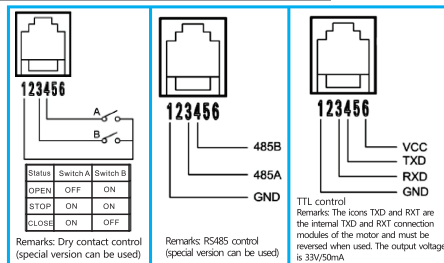 123456
A
B
Status Switch A Switch B
OPEN OFF ON
STOP ON ON
CLOSE ON OFF
Remarks: Dry contact control
(special version can be used)
123456
485B
485A
GND
Remarks: RS485 control
(special version can be used)
123456
VCC
TXD
RXD
GND
TTL control
Remarks: The icons TXD and RXT are
the internal TXD and RXT connection
modules of the motor and must be
reversed when used. The output voltage
is 33V/50mA